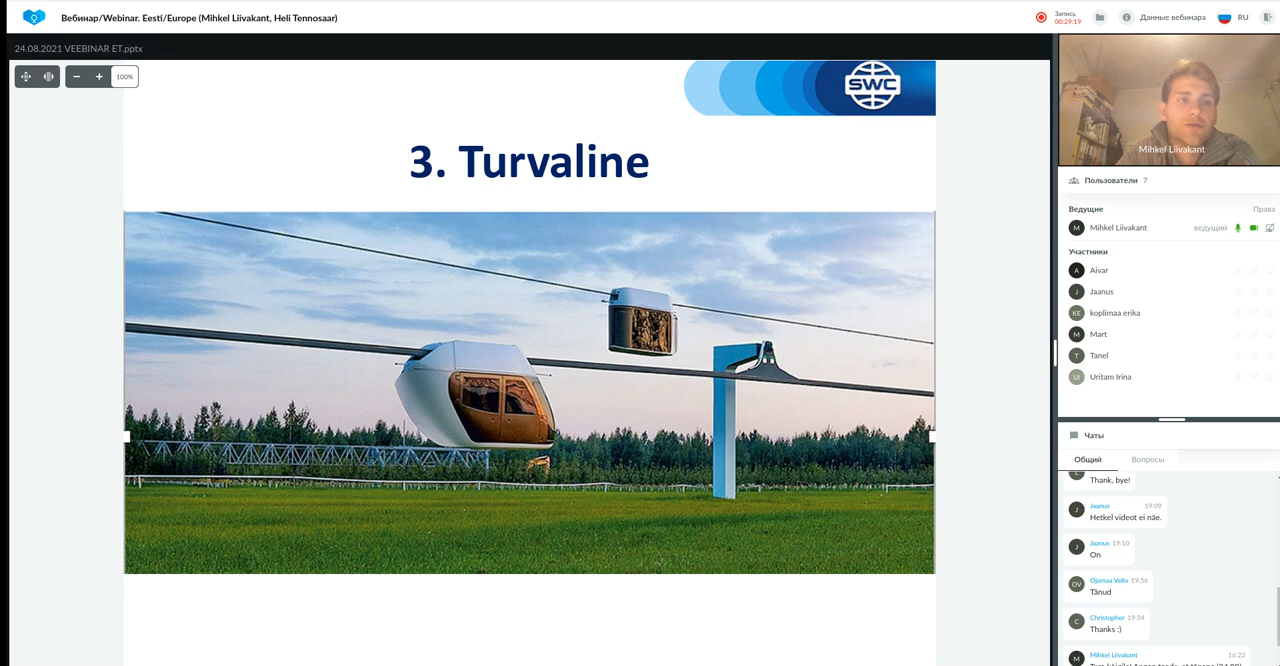 Вебинар/Webinar. Eesti/Europe (Mihkel Liivakant, Heli Tennosaar)
Запись
00:29:19
Данные вебинара
RU
24.08.2021 VEEBINAR ET.pptx
100%
SWC
3. Turvaline
Mihkel Liivakant
Пользователи 7
Ведущие Права
M Mihkel Liivakant ведущий
Участники
A Aivar
J Jaanus
KE koplimaa erika
M Mart
T Tanel
UI Uritam Irina
Чаты
Общий Вопросы
Thank, bye!
J Jaanus 19:09
Hetkel videot ei näe.
J Jaanus 19:10
On
OV Ojamaa Vello 19:56
Tänud
C Christopher 19:34
Thanks :)
M Mihkel Liivakant 16:22